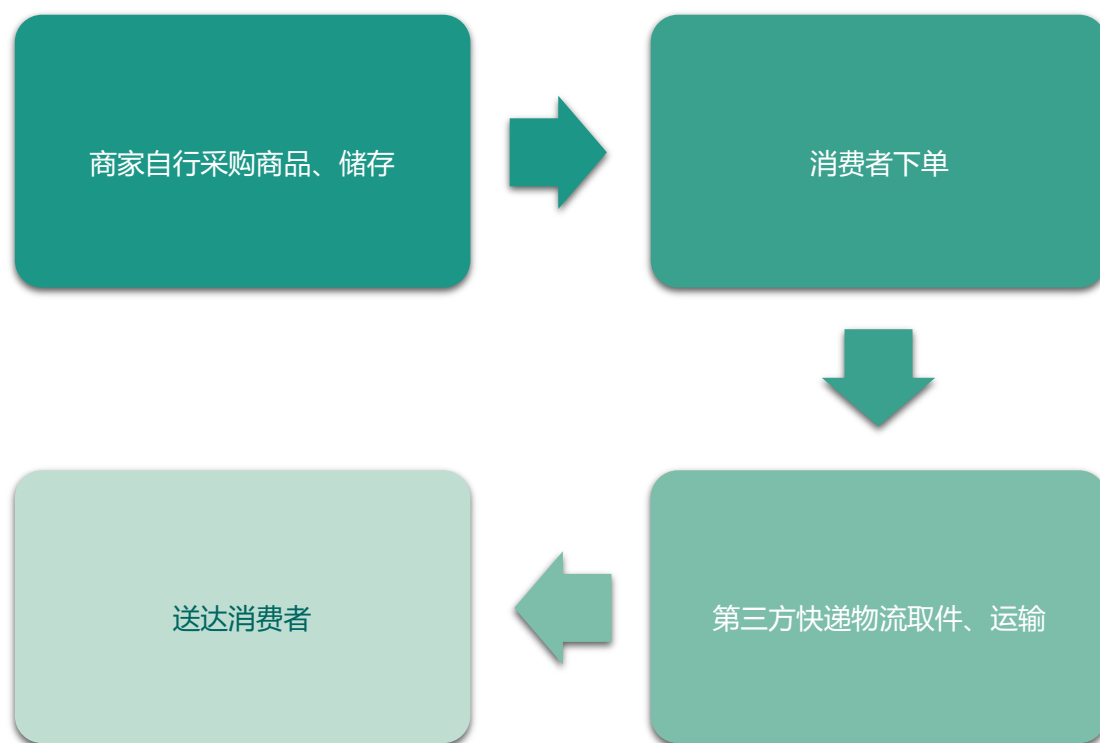 商家自行采购商品、储存
消费者下单
第三方快递物流取件、运输
送达消费者